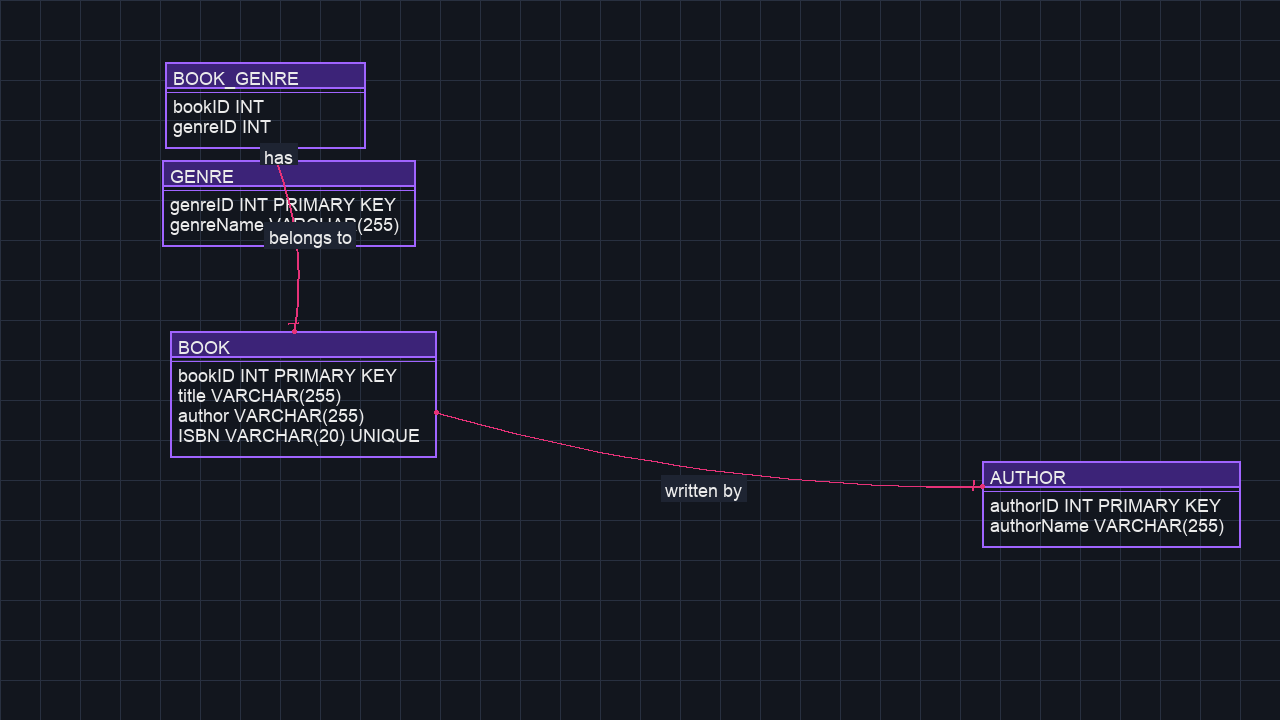 BOOK_GENRE
bookID INT
genreID INT
has
GENRE
genreID INT PRIMARY KEY
genreName VARCHAR(255)
belongs to
BOOK
bookID INT PRIMARY KEY
title VARCHAR(255)
author VARCHAR(255)
ISBN VARCHAR(20) UNIQUE
written by
AUTHOR
authorID INT PRIMARY KEY
authorName VARCHAR(255)